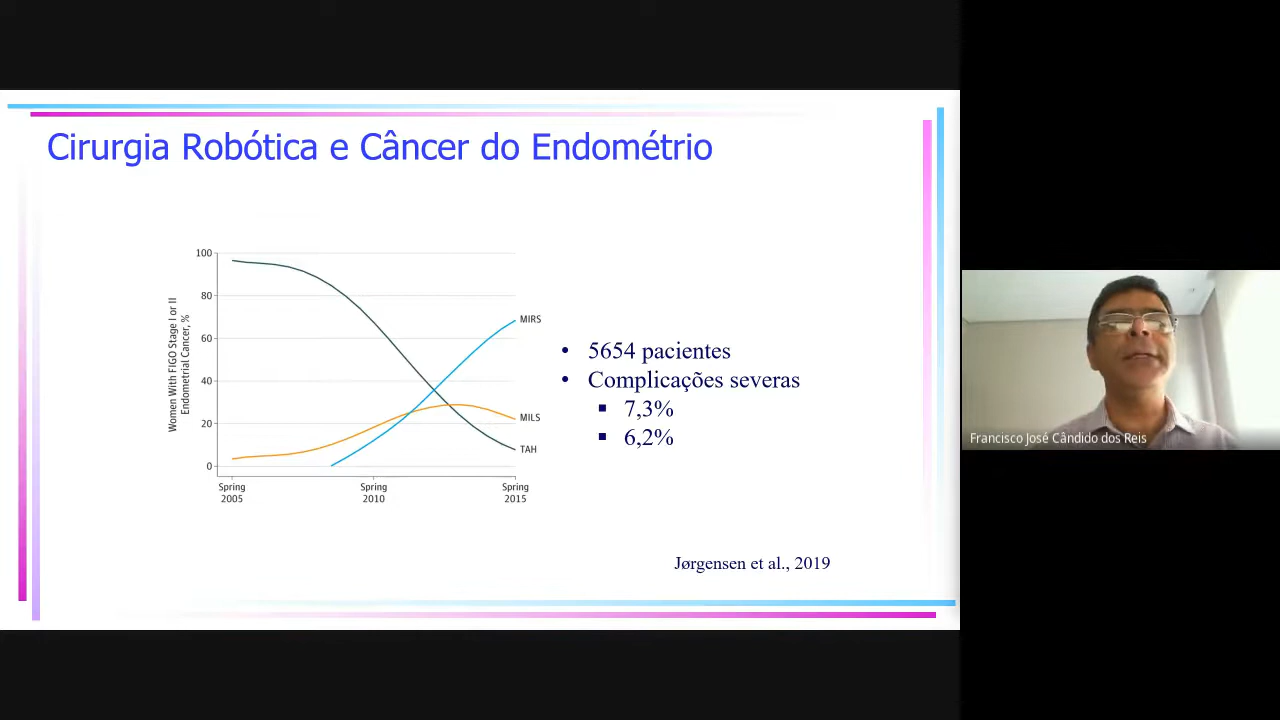 Cirurgia Robótica e Câncer do Endométrio
Women With FIGO Stage I or II
Endometrial Cancer, %
100
80
60
40
20
0
Spring
2005
Spring
2010
Spring
2015
MIRS
MILS
TAH
• 5654 pacientes
• Complicações severas
▪ 7,3%
▪ 6,2%
Jørgensen et al., 2019
Francisco José Cândido dos Reis